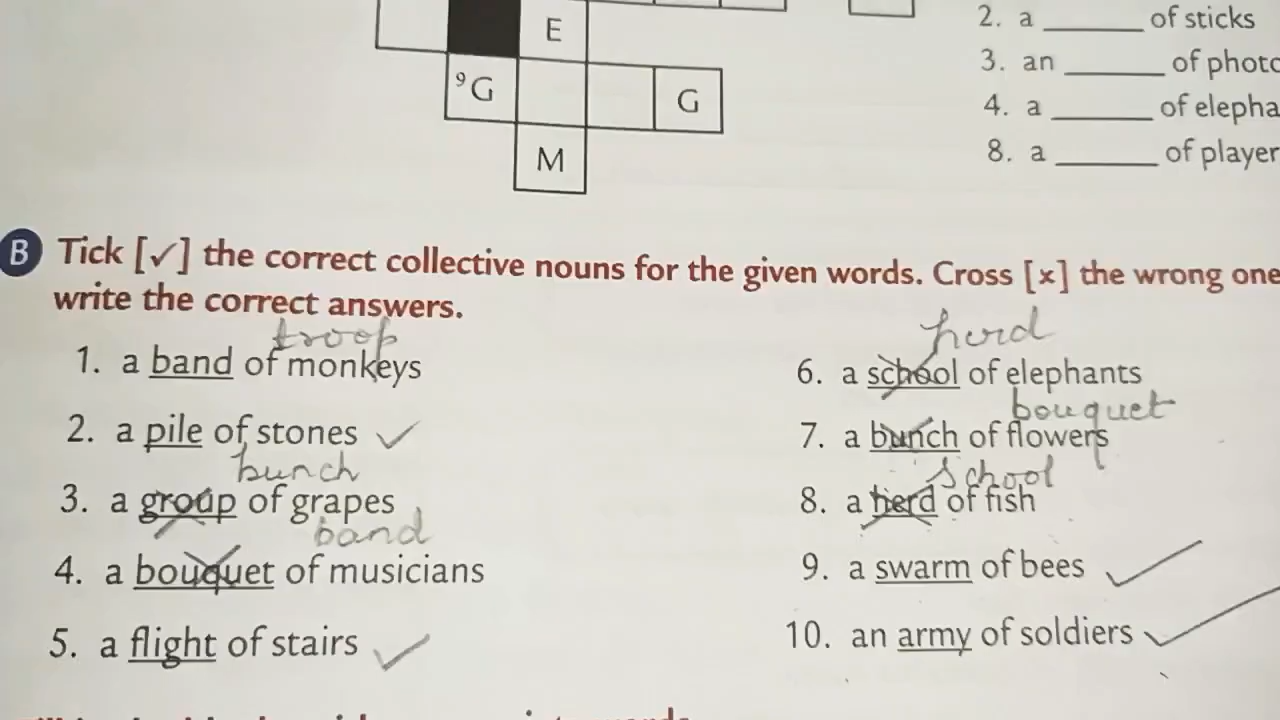 E
⁹G G
M
2. a ______ of sticks
3. an ______ of photo
4. a ______ of elepha
8. a ______ of player
B Tick [✓] the correct collective nouns for the given words. Cross [x] the wrong one
write the correct answers.
troop
1. a band of monkeys
2. a pile of stones ✓
bunch
3. a group of grapes
band
4. a bouquet of musicians
5. a flight of stairs ✓
herd
6. a school of elephants
bouquet
7. a bunch of flowers
school
8. a herd of fish
9. a swarm of bees ✓
10. an army of soldiers ✓